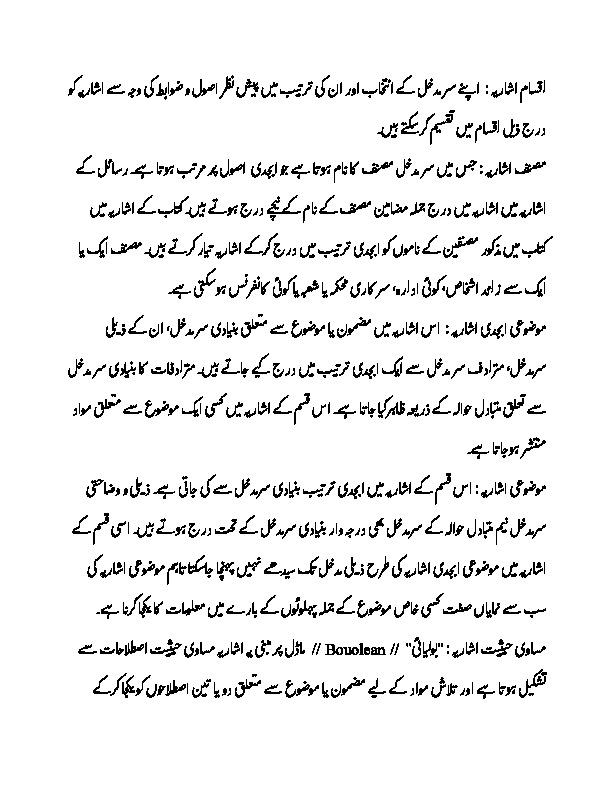 اقسام اشاریہ : اپنے سر مدخل کے انتخاب اور ان کی ترتیب میں پیش نظر اصول و ضوابط کی وجہ سے اشاریہ کو
درج ذیل اقسام میں تقسیم کر سکتے ہیں۔
مصنف اشاریہ : جس میں سر مدخل مصنف کا نام ہوتا ہے جو ابجدی اصول پر مرتب ہوتا ہے۔ رسائل کے
اشاریہ میں اشاریہ میں درج جملہ مضامین مصنف کے نام کے نیچے درج ہوتے ہیں۔ کتاب کے اشاریہ میں
کتاب میں مذکور مصنفین کے ناموں کو ابجدی ترتیب میں درج کرکے اشاریہ تیار کرتے ہیں۔ مصنف ایک یا
ایک سے زاہد اشخاص، کوئی ادارہ، سرکاری محکمہ یا شعبہ یا کوئی کانفرنس ہوسکتی ہے۔
موضوعی ابجدی اشاریہ : اس اشاریہ میں مضمون یا موضوع سے متعلق بنیادی سر مدخل، ان کے ذیلی
سرمدخل، مترادف سر مدخل سے ایک ابجدی ترتیب میں درج کیے جاتے ہیں۔ مترادفات کا بنیادی سر مدخل
سے تعلق متبادل حوالہ کے ذریعہ ظاہر کیا جاتا ہے۔ اس قسم کے اشاریہ میں کسی ایک موضوع سے متعلق مواد
منتشر ہوجاتا ہے۔
موضوعی اشاریہ : اس قسم کے اشاریہ میں ابجدی ترتیب بنیادی سرمدخل سے کی جاتی ہے۔ ذیلی و وضاحتی
سرمدخل نیم متبادل حوالہ کے سرمدخل بھی درجہ وار بنیادی سرمدخل کے تحت درج ہوتے ہیں۔ اسی قسم کے
اشاریہ میں موضوعی ابجدی اشاریہ کی طرح ذیلی مدخل تک سیدھے نہیں پہنچا جاسکتا تاہم موضوعی اشاریہ کی
سب سے نمایاں صفت کسی خاص موضوع کے جملہ پہلوئوں کے بارے میں معلومات کا یکجا کرنا ہے۔
مساوی حیثیت اشاریہ : "بولیائی" // Bouolean // ماڈل پر مبنی یہ اشاریہ مساوی حیثیت اصطلاحات سے
تشکیل ہوتا ہے اور تلاش مواد کے لیے مضمون یا موضوع سے متعلق دو یا تین اصطلاحوں کو یکجا کرکے